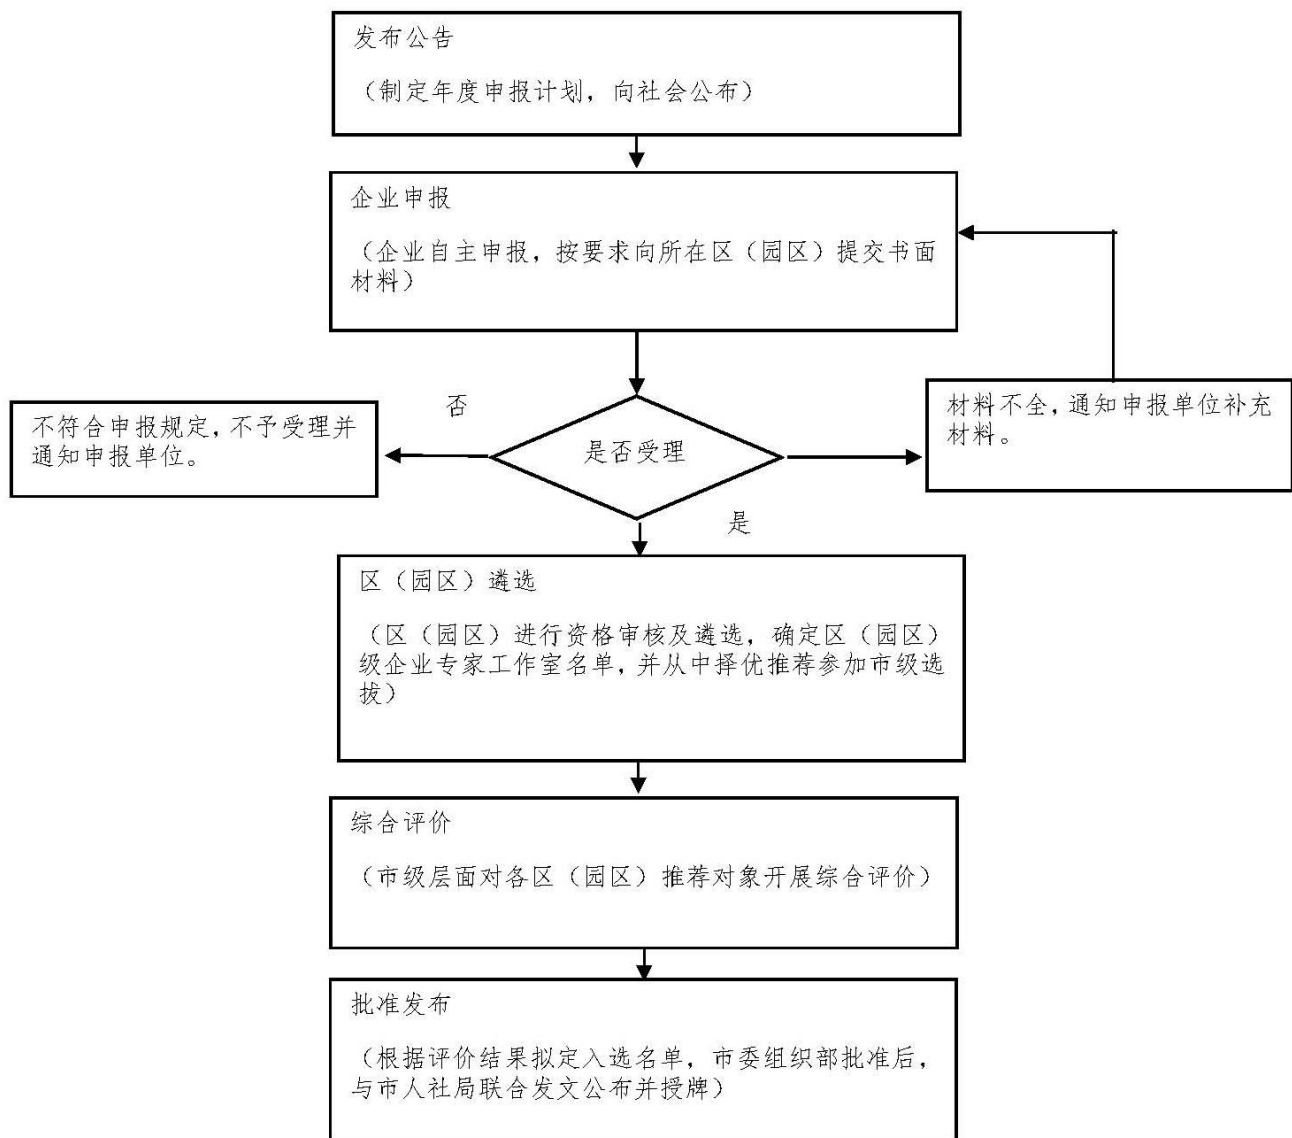 发布公告
（制定年度申报计划，向社会公布）
企业申报
（企业自主申报，按要求向所在区（园区）提交书面
材料）
否
不符合申报规定，不予受理并
通知申报单位。
是否受理
材料不全，通知申报单位补充
材料。
是
区（园区）遴选
（区（园区）进行资格审核及遴选，确定区（园区）
级企业专家工作室名单，并从中择优推荐参加市级选
拔）
综合评价
（市级层面对各区（园区）推荐对象开展综合评价）
批准发布
（根据评价结果拟定入选名单，市委组织部批准后，
与市人社局联合发文公布并授牌）